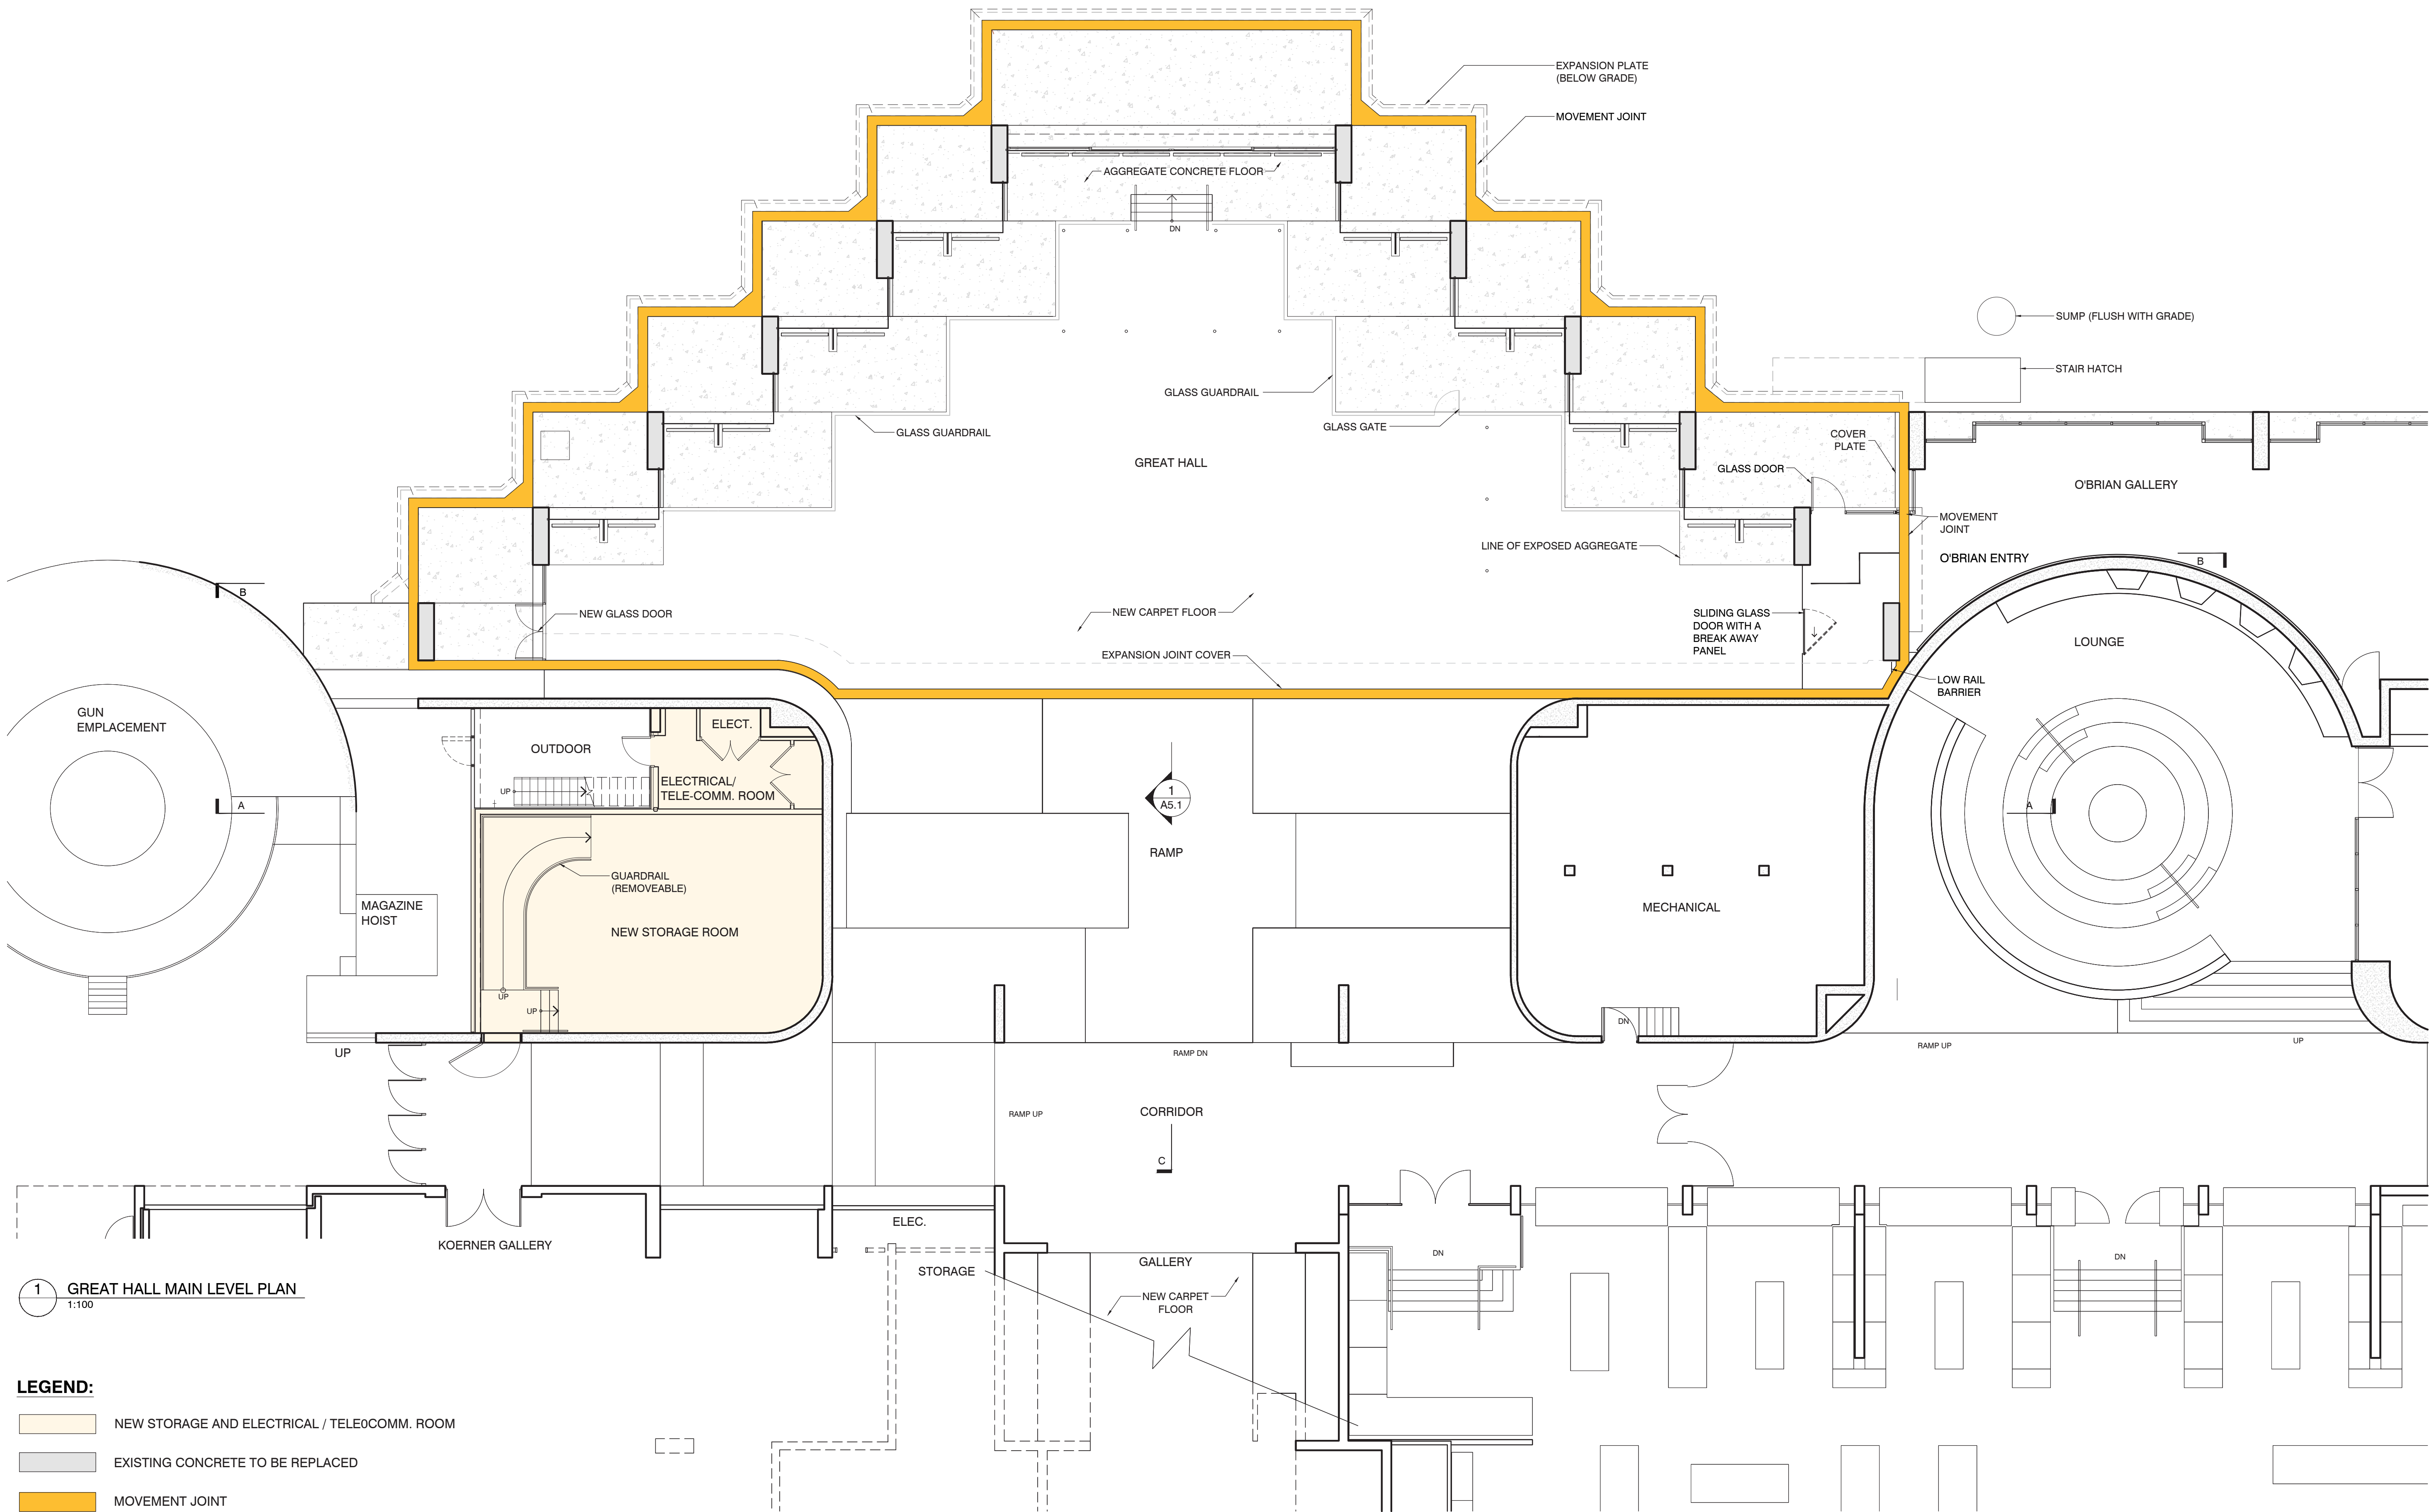 EXPANSION PLATE
(BELOW GRADE)
MOVEMENT JOINT
AGGREGATE CONCRETE FLOOR
DN
SUMP (FLUSH WITH GRADE)
STAIR HATCH
GLASS GUARDRAIL
GLASS GATE
GLASS GUARDRAIL
GREAT HALL
COVER
PLATE
GLASS DOOR
O'BRIAN GALLERY
MOVEMENT
JOINT
LINE OF EXPOSED AGGREGATE
O'BRIAN ENTRY
B
B
NEW GLASS DOOR
NEW CARPET FLOOR
SLIDING GLASS
DOOR WITH A
BREAK AWAY
PANEL
LOUNGE
EXPANSION JOINT COVER
LOW RAIL
BARRIER
GUN
EMPLACEMENT
ELECT.
OUTDOOR
ELECTRICAL/
TELE-COMM. ROOM
UP
A
1
A5.1
A
RAMP
GUARDRAIL
(REMOVEABLE)
MAGAZINE
HOIST
NEW STORAGE ROOM
MECHANICAL
UP
UP
DN
UP
RAMP DN
RAMP UP
UP
RAMP UP
CORRIDOR
C
ELEC.
KOERNER GALLERY
GALLERY
DN
DN
STORAGE
NEW CARPET
FLOOR
1
GREAT HALL MAIN LEVEL PLAN
1:100
LEGEND:
NEW STORAGE AND ELECTRICAL / TELE0COMM. ROOM
EXISTING CONCRETE TO BE REPLACED
MOVEMENT JOINT